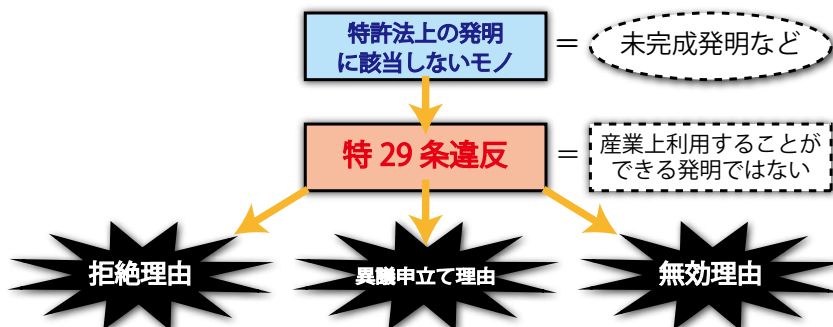 特許法上の発明
に該当しないモノ
＝
未完成発明など
特 29 条違反
＝
産業上利用することが
できる発明ではない
拒絶理由
異議申立て理由
無効理由